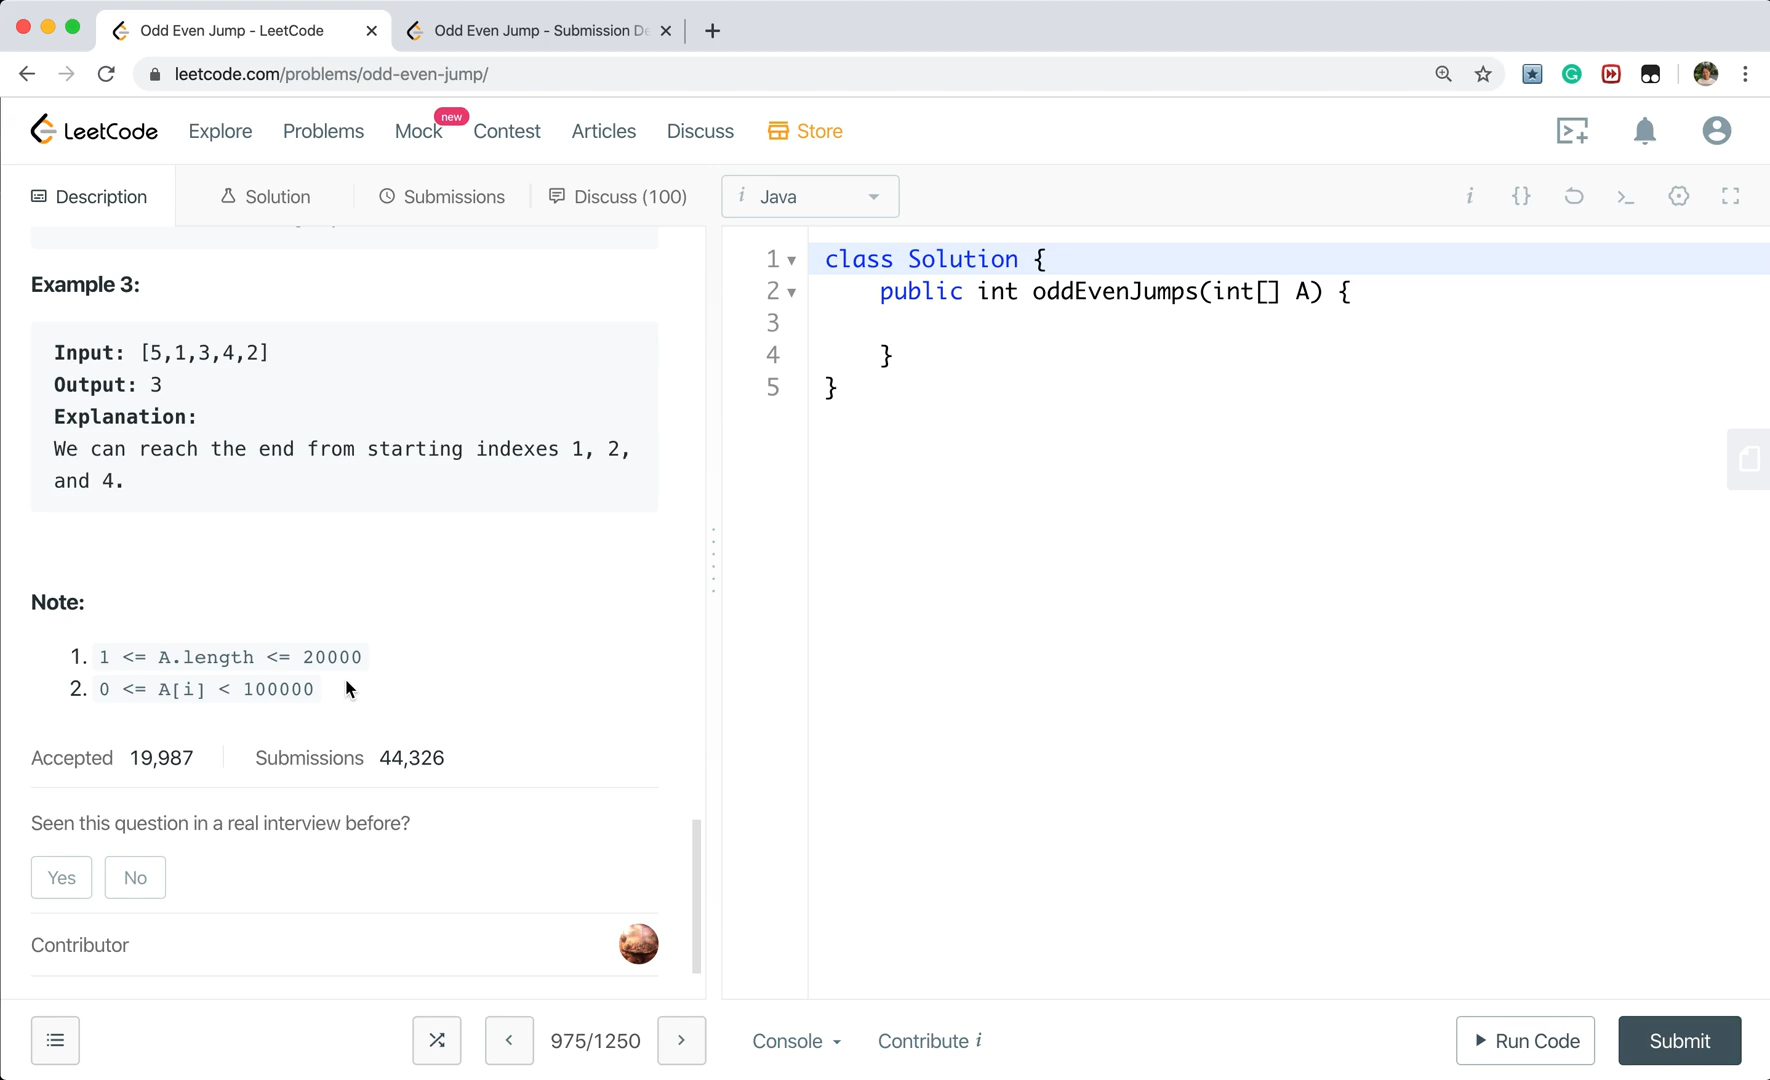 Odd Even Jump - LeetCode
Odd Even Jump - Submission De
leetcode.com/problems/odd-even-jump/
LeetCode
Explore
Problems
Mock
new
Contest
Articles
Discuss
Store
Description
Solution
Submissions
Discuss (100)
i Java
Example 3:
Input: [5,1,3,4,2]
Output: 3
Explanation:
We can reach the end from starting indexes 1, 2,
and 4.
Note:
1. 1 <= A.length <= 20000
2. 0 <= A[i] < 100000
Accepted 19,987
Submissions 44,326
Seen this question in a real interview before?
Yes
No
Contributor
1 class Solution {
2 public int oddEvenJumps(int[] A) {
3
4 }
5 }
975/1250
Console
Contribute i
Run Code
Submit